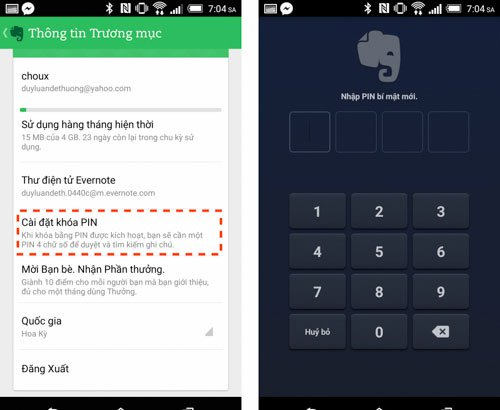 7:04 SA
Thông tin Trương mục
choux
duyluandethuong@yahoo.com
Sử dụng hàng tháng hiện thời
15 MB của 4 GB. 23 ngày còn lại trong chu kỳ sử
dụng.
Thư điện tử Evernote
duyluandeth.0440c@m.evernote.com
Cài đặt khóa PIN
Khi khóa bằng PIN được kích hoạt, bạn sẽ cần một
PIN 4 chữ số để duyệt và tìm kiếm ghi chú.
Mời Bạn bè. Nhận Phần thưởng.
Giành 10 điểm cho mỗi người bạn mà bạn giới thiệu,
đủ cho một tháng dùng Thưởng.
Quốc gia
Hoa Kỳ
Đăng Xuất
7:04 SA
Nhập PIN bí mật mới.
1 2 3
4 5 6
7 8 9
Huỷ bỏ 0